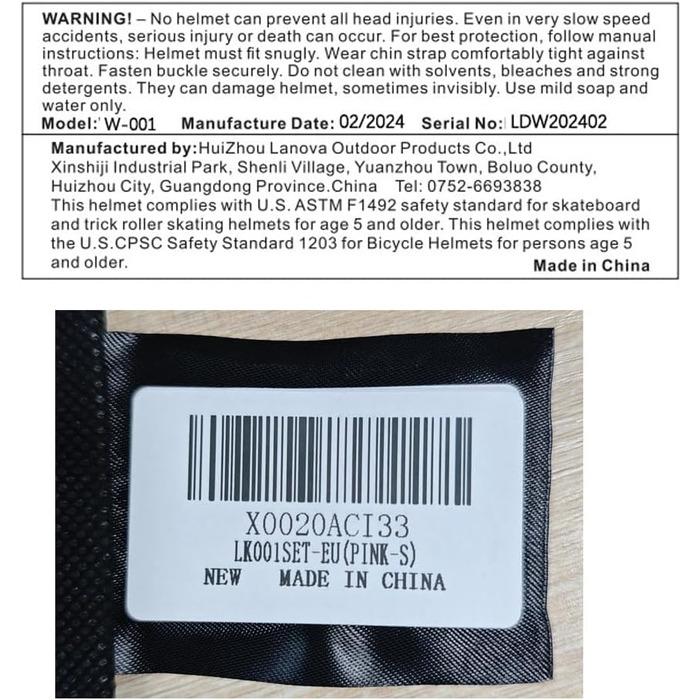 WARNING! – No helmet can prevent all head injuries. Even in very slow speed
accidents, serious injury or death can occur. For best protection, follow manual
instructions: Helmet must fit snugly. Wear chin strap comfortably tight against
throat. Fasten buckle securely. Do not clean with solvents, bleaches and strong
detergents. They can damage helmet, sometimes invisibly. Use mild soap and
water only.
Model: W-001 Manufacture Date: 02/2024 Serial No: LDW202402
Manufactured by:HuiZhou Lanova Outdoor Products Co.,Ltd
Xinshiji Industrial Park, Shenli Village, Yuanzhou Town, Boluo County,
Huizhou City, Guangdong Province.China Tel: 0752-6693838
This helmet complies with U.S. ASTM F1492 safety standard for skateboard
and trick roller skating helmets for age 5 and older. This helmet complies with
the U.S.CPSC Safety Standard 1203 for Bicycle Helmets for persons age 5
and older.
Made in China
X0020ACI33
LK001SET-EU(PINK-S)
NEW MADE IN CHINA